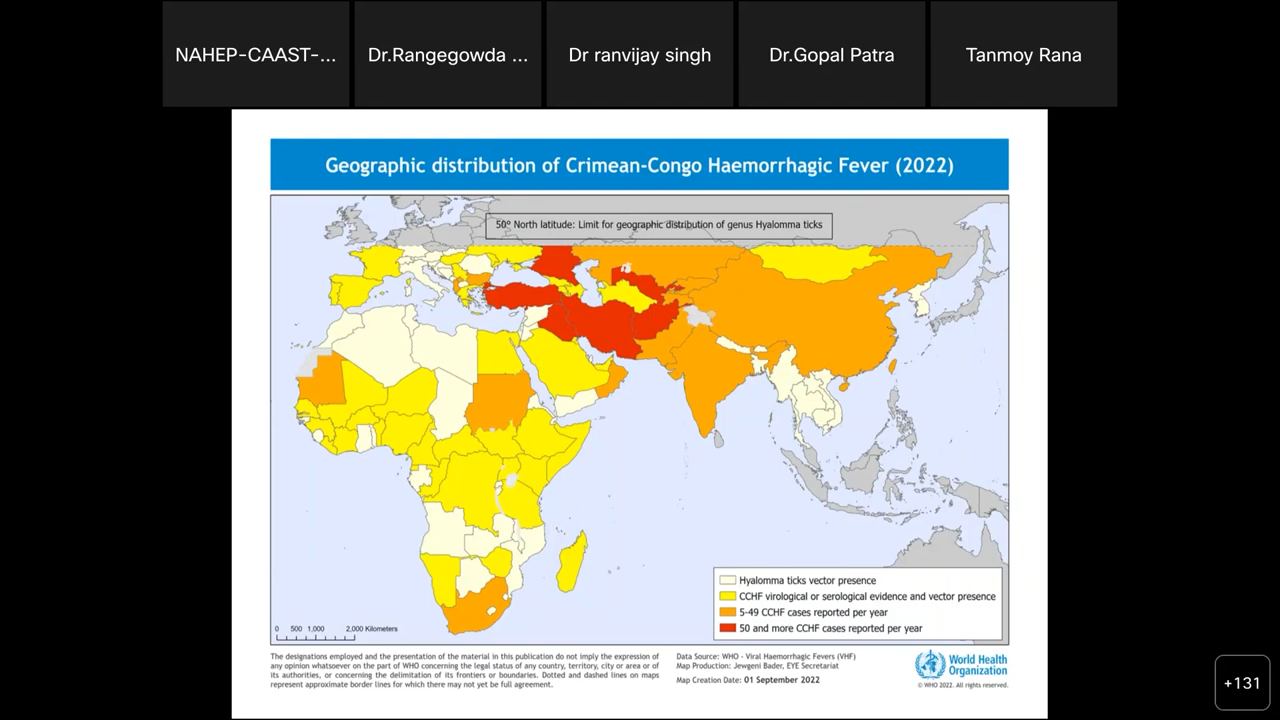 NAHEP-CAAST-...
Dr.Rangegowda ...
Dr ranvijay singh
Dr.Gopal Patra
Tanmoy Rana
Geographic distribution of Crimean-Congo Haemorrhagic Fever (2022)
50° North latitude: Limit for geographic distribution of genus Hyalomma ticks
Hyalomma ticks vector presence
CCHF virological or serological evidence and vector presence
5-49 CCHF cases reported per year
50 and more CCHF cases reported per year
0 500 1,000 2,000 Kilometers
The designations employed and the presentation of the material in this publication do not imply the expression of
any opinion whatsoever on the part of WHO concerning the legal status of any country, territory, city or area or of
its authorities, or concerning the delimitation of its frontiers or boundaries. Dotted and dashed lines on maps
represent approximate border lines for which there may not yet be full agreement.
Data Source: WHO - Viral Haemorrhagic Fevers (VHF)
Map Production: Jewgeni Bader, EYE Secretariat
Map Creation Date: 01 September 2022
World Health
Organization
© WHO 2022. All rights reserved.
+131